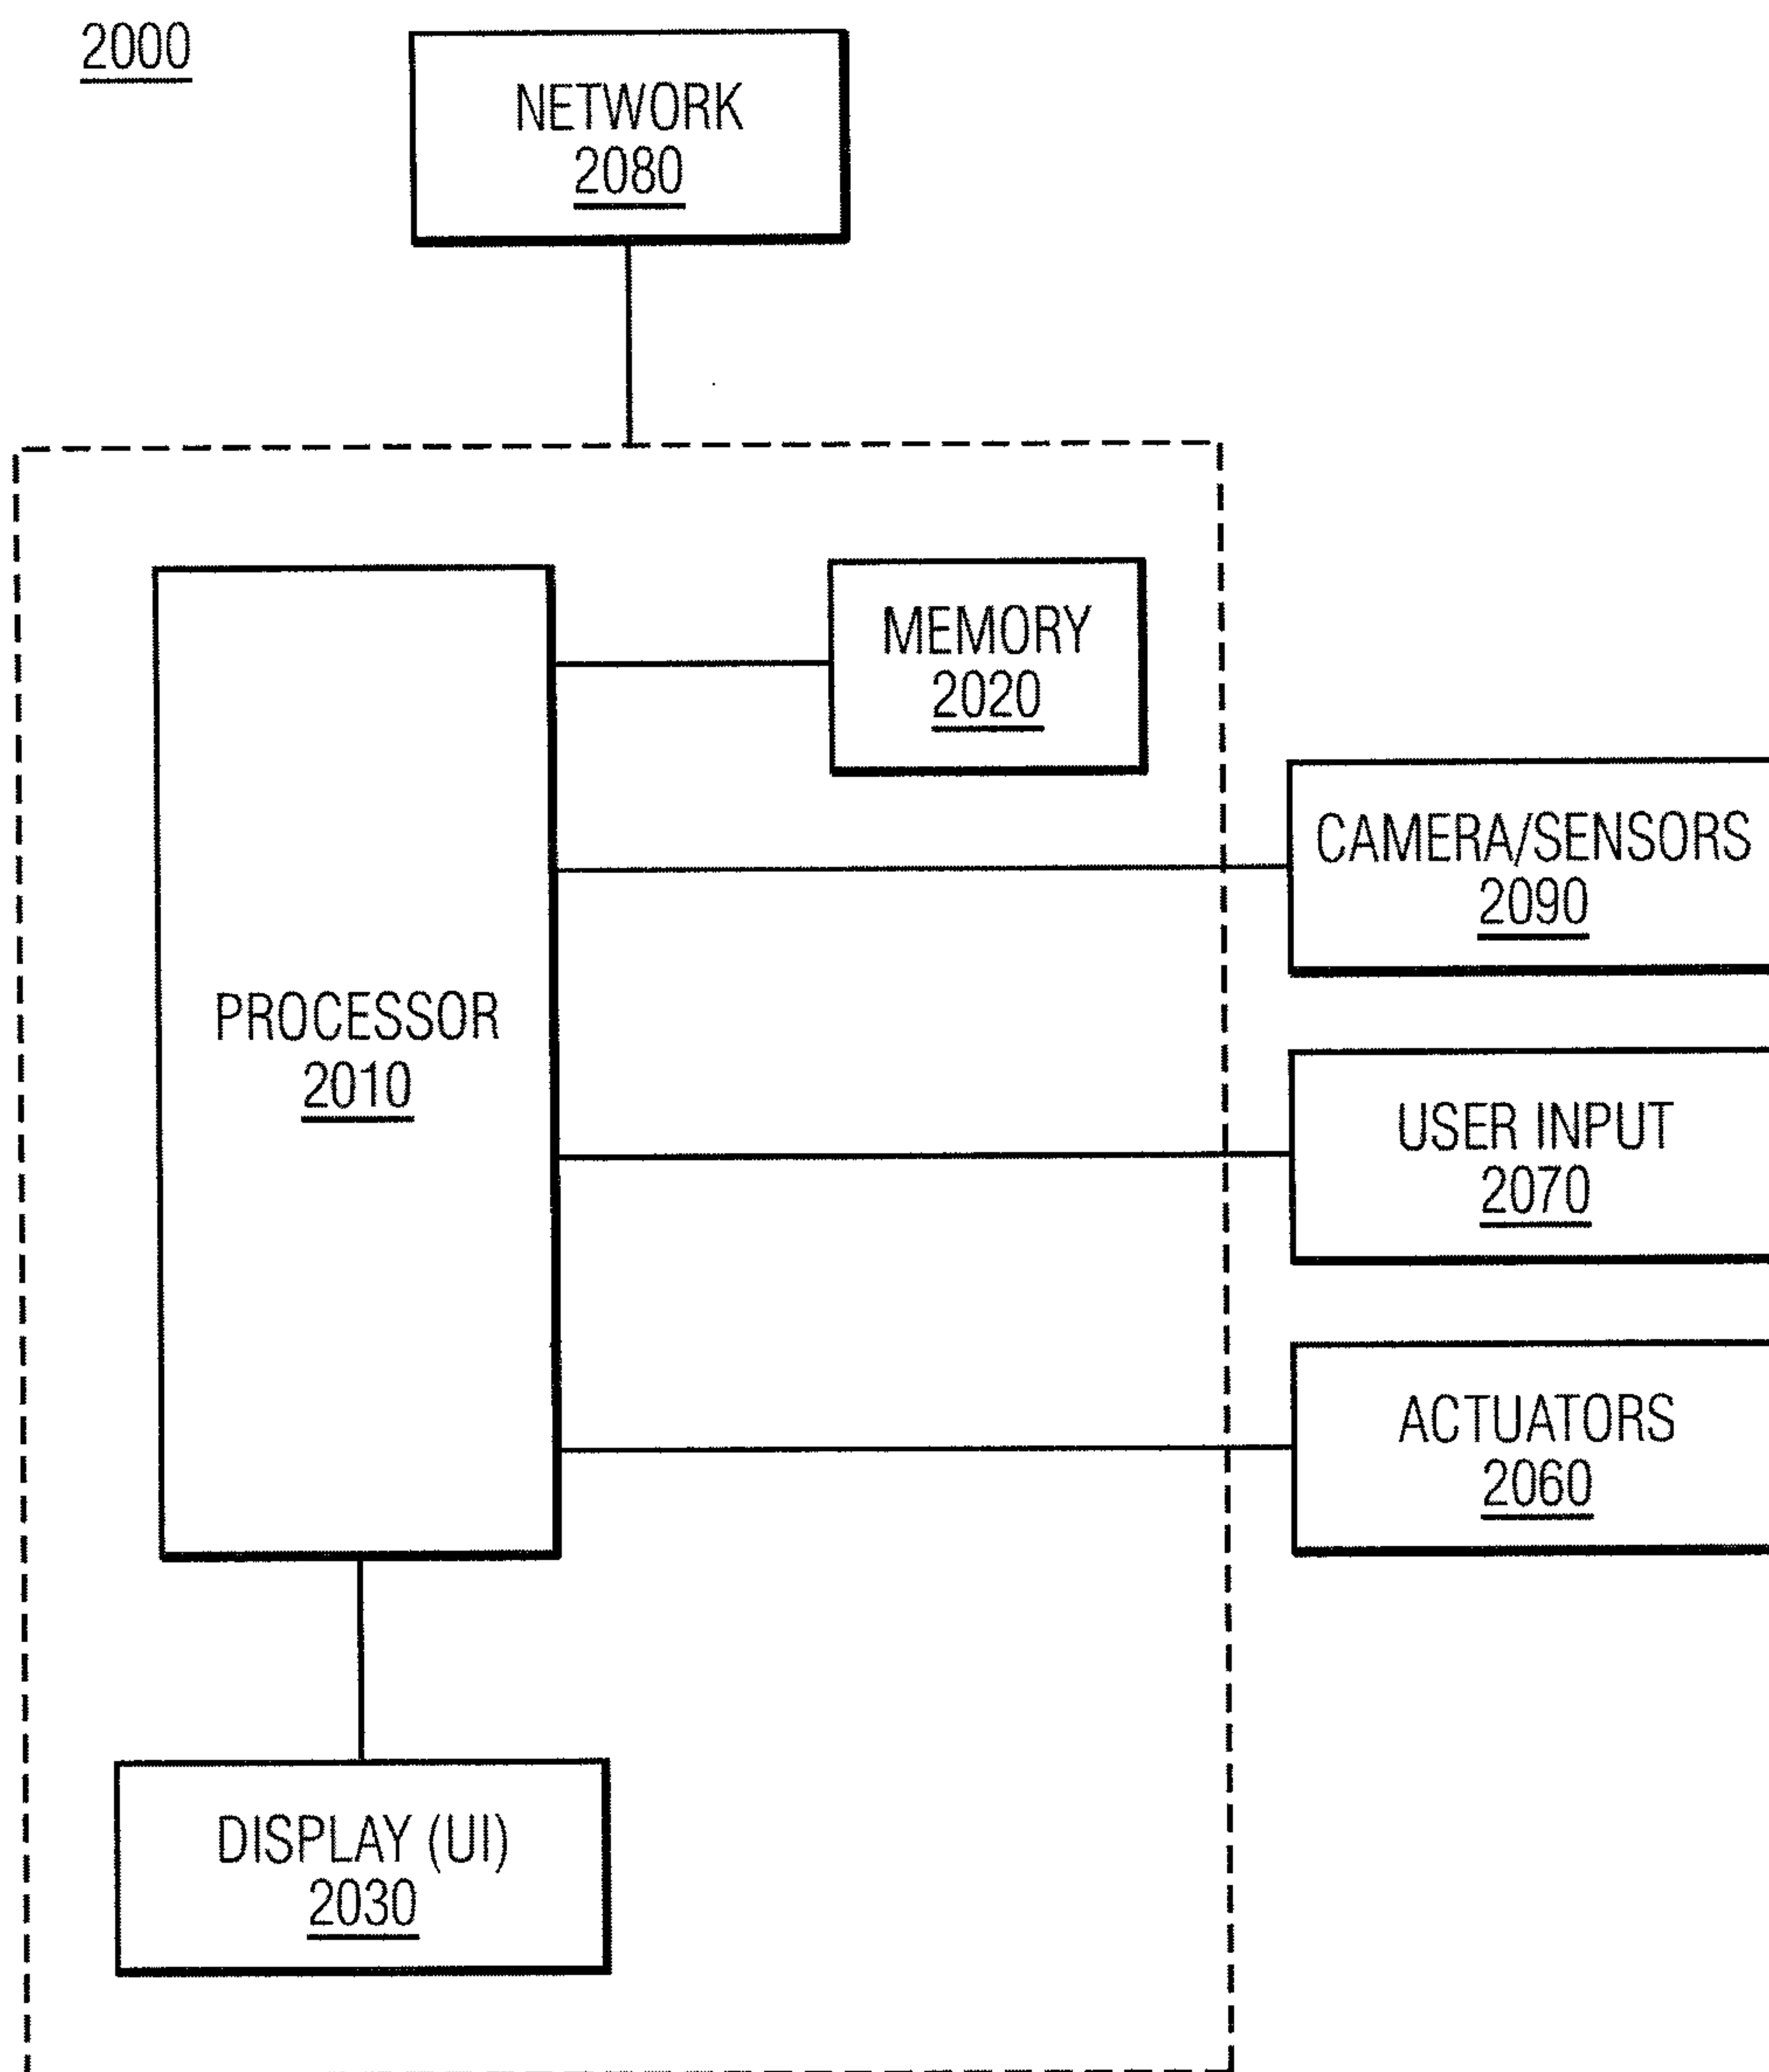 2000
NETWORK
2080
MEMORY
2020
CAMERA/SENSORS
2090
PROCESSOR
2010
USER INPUT
2070
ACTUATORS
2060
DISPLAY (UI)
2030